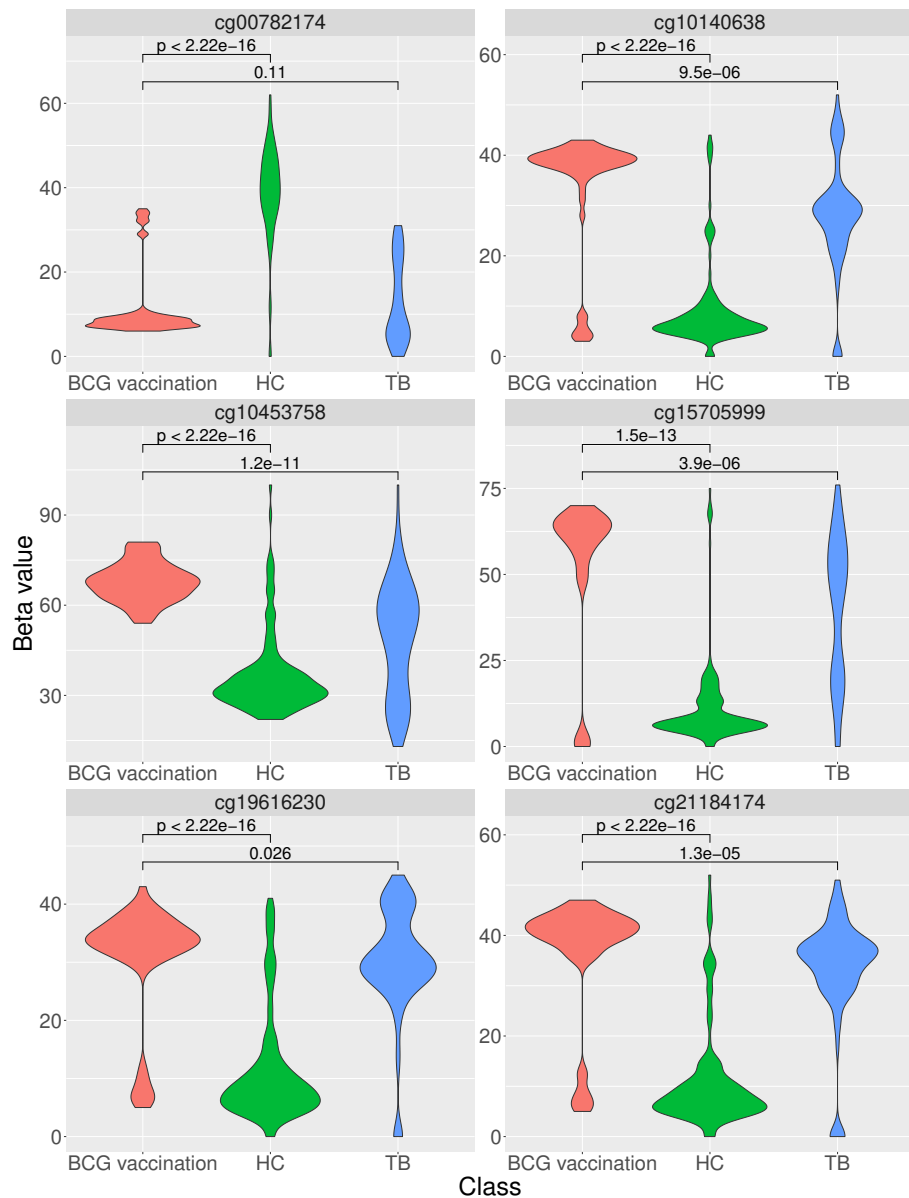 cg00782174
p < 2.22e−16
0.11
60
40
20
0
BCG vaccination HC TB
cg10140638
p < 2.22e−16
9.5e−06
60
40
20
0
BCG vaccination HC TB
cg10453758
p < 2.22e−16
1.2e−11
90
60
30
BCG vaccination HC TB
cg15705999
1.5e−13
3.9e−06
75
50
25
0
BCG vaccination HC TB
Beta value
cg19616230
p < 2.22e−16
0.026
40
20
0
BCG vaccination HC TB
cg21184174
p < 2.22e−16
1.3e−05
60
40
20
0
BCG vaccination HC TB
Class